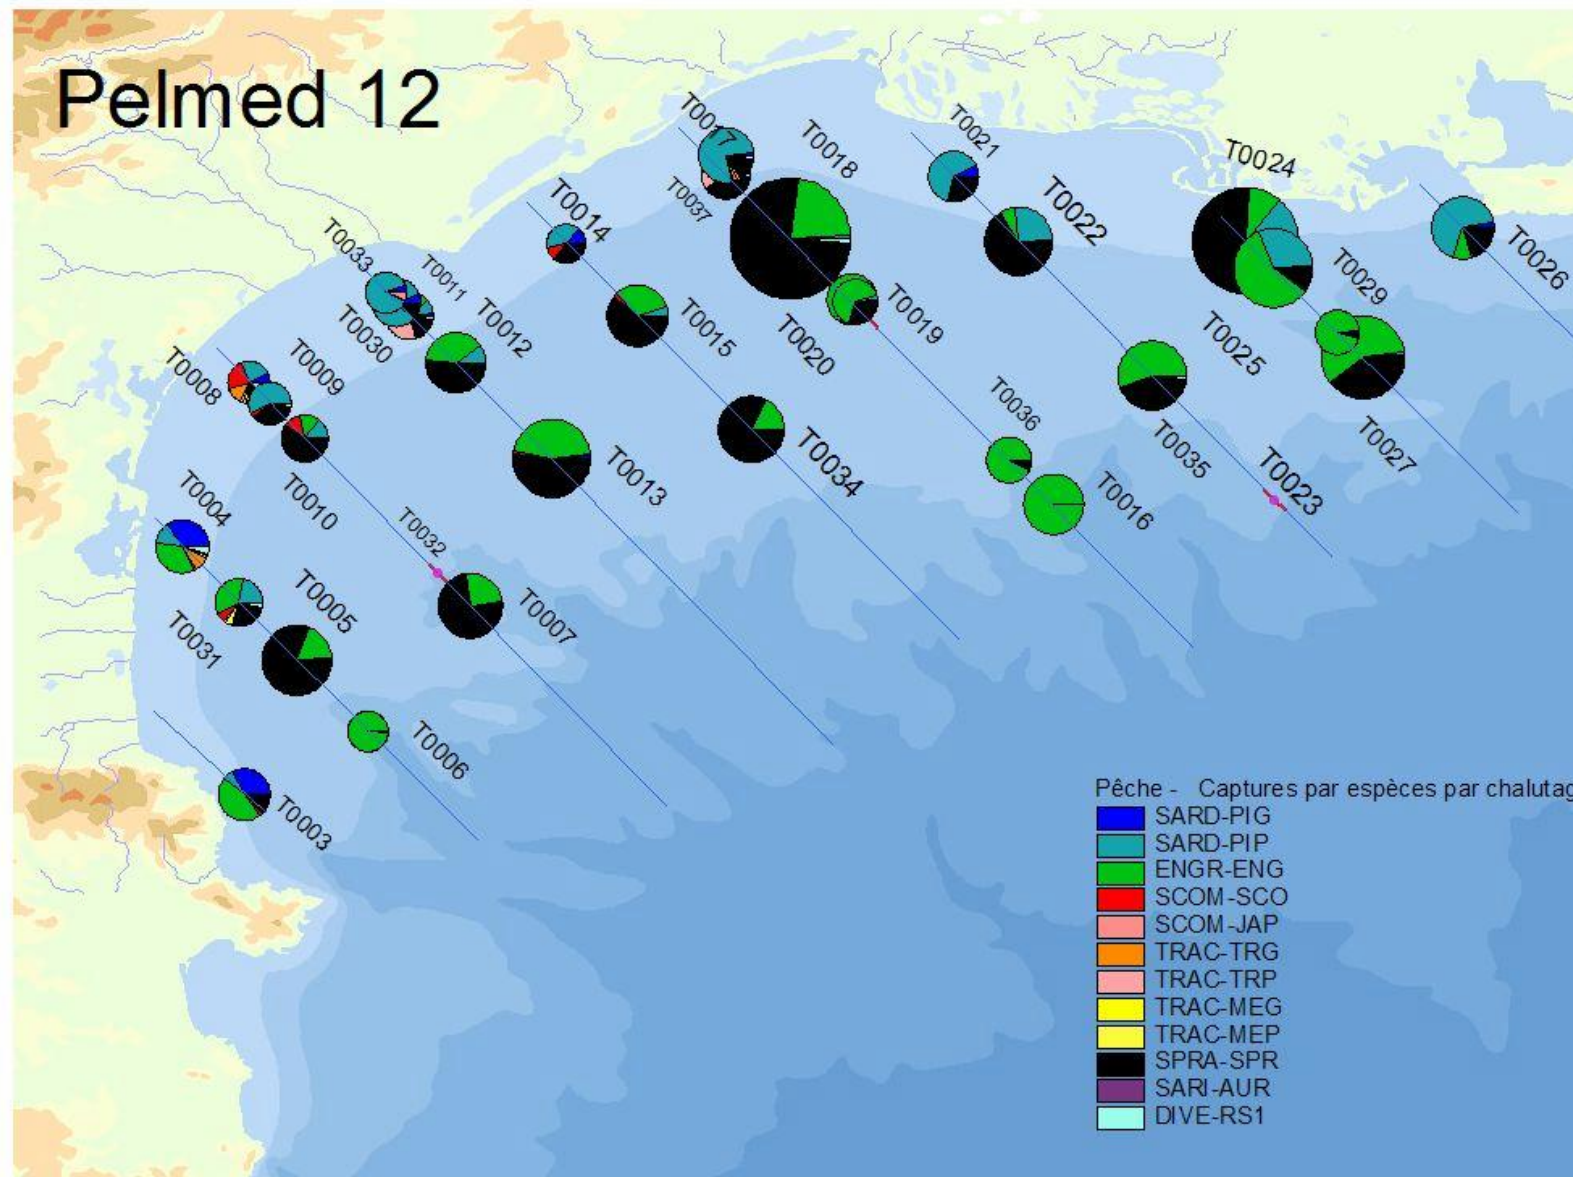 Pelmed 12
T0017
T0018
T0021
T0024
T0022
T0037
T0014
T0033
T0011
T0026
T0029
T0019
T0012
T0030
T0015
T0020
T0025
T0009
T0008
T0036
T0034
T0035
T0027
T0013
T0023
T0016
T0010
T0004
T0032
T0005
T0007
T0031
T0006
T0003
Pêche - Captures par espèces par chalutag
SARD-PIG
SARD-PIP
ENGR-ENG
SCOM-SCO
SCOM-JAP
TRAC-TRG
TRAC-TRP
TRAC-MEG
TRAC-MEP
SPRA-SPR
SARI-AUR
DIVE-RS1